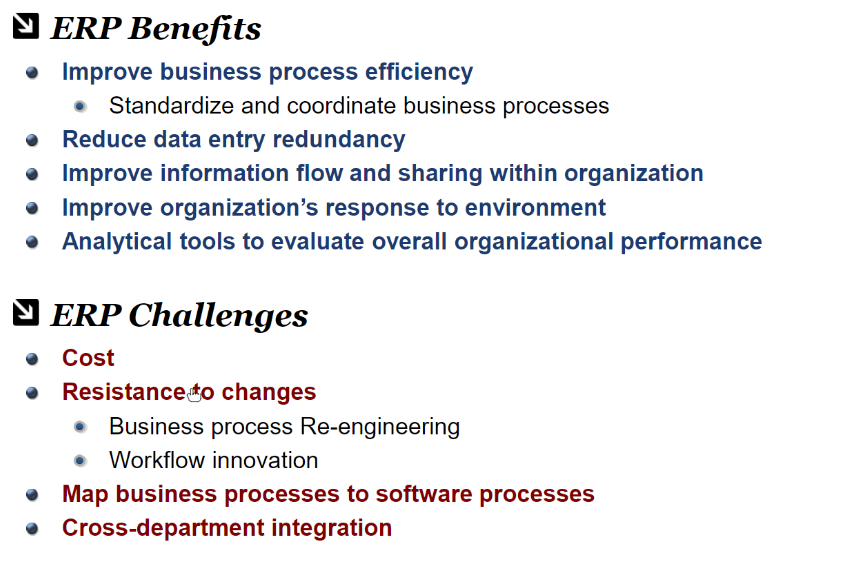 ERP Benefits
Improve business process efficiency
Standardize and coordinate business processes
Reduce data entry redundancy
Improve information flow and sharing within organization
Improve organization’s response to environment
Analytical tools to evaluate overall organizational performance
ERP Challenges
Cost
Resistance to changes
Business process Re-engineering
Workflow innovation
Map business processes to software processes
Cross-department integration